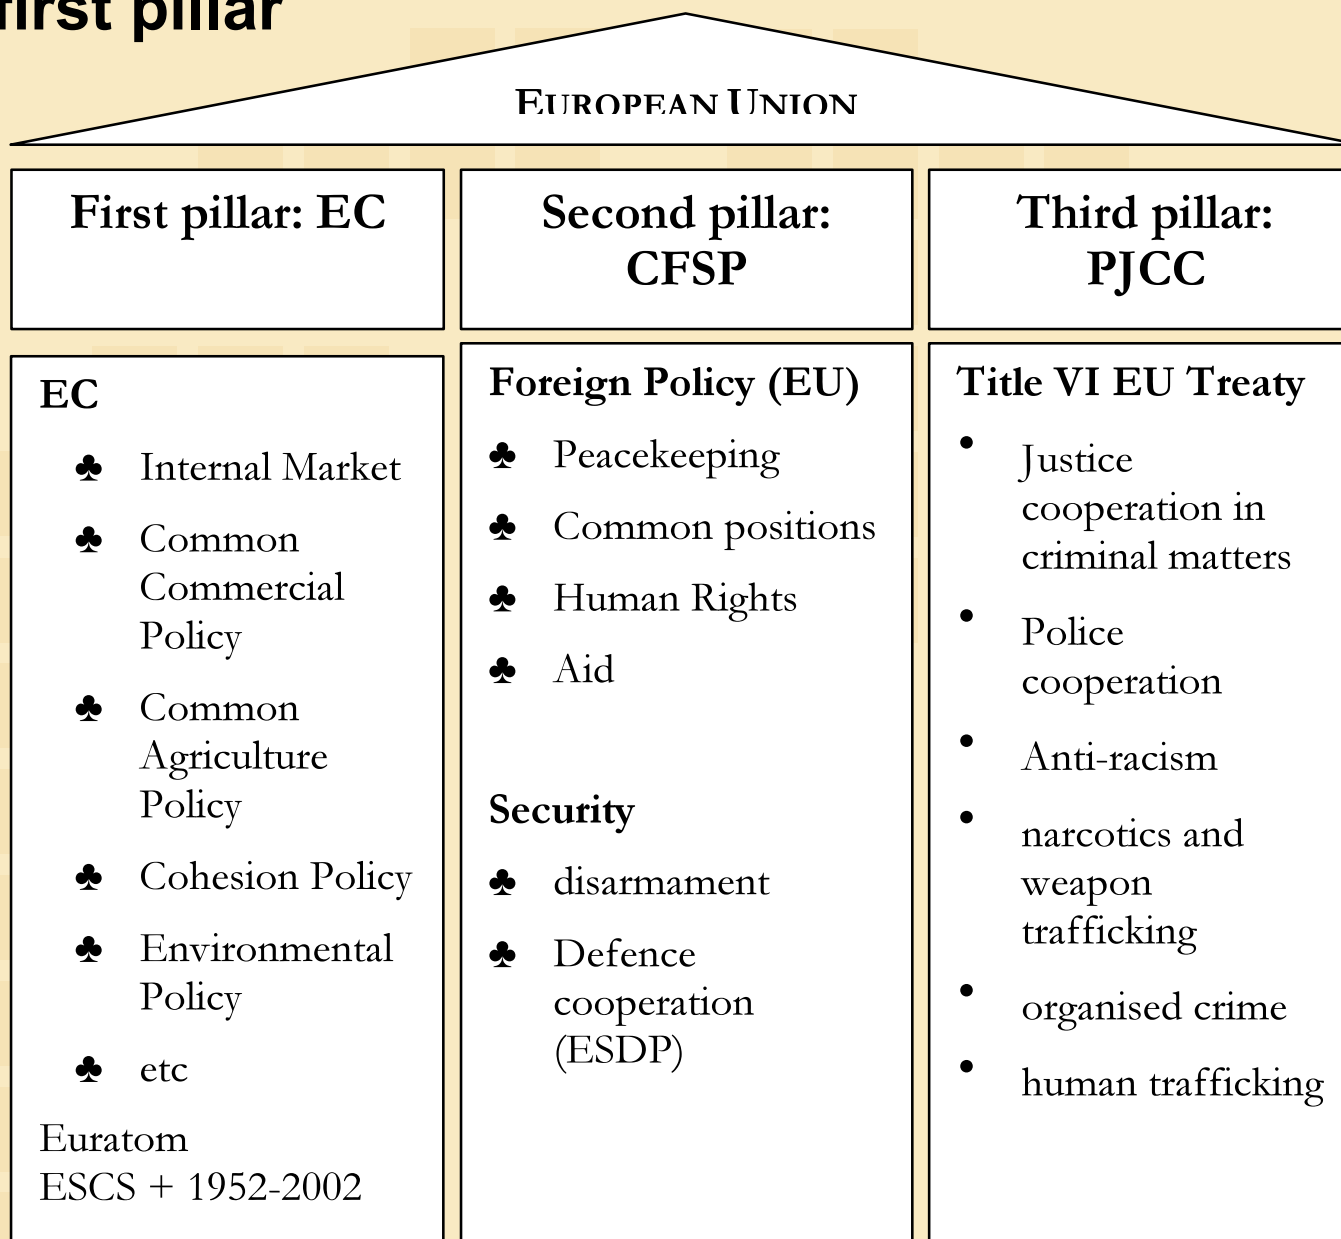 first pillar
EUROPEAN UNION
First pillar: EC
EC
♣ Internal Market
♣ Common
Commercial
Policy
♣ Common
Agriculture
Policy
♣ Cohesion Policy
♣ Environmental
Policy
♣ etc
Euratom
ESCS + 1952-2002
Second pillar:
CFSP
Foreign Policy (EU)
♣ Peacekeeping
♣ Common positions
♣ Human Rights
♣ Aid
Security
♣ disarmament
♣ Defence
cooperation
(ESDP)
Third pillar:
PJCC
Title VI EU Treaty
• Justice
cooperation in
criminal matters
• Police
cooperation
• Anti-racism
• narcotics and
weapon
trafficking
• organised crime
• human trafficking